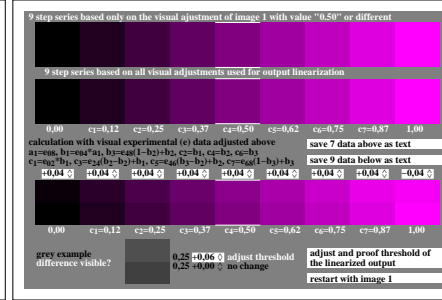 9 step series based only on the visual ajustment of image 1 with value "0.50" or different
9 step series based on all visual adjustments used for output linearization
0,00 c1=0,12 c2=0,25 c3=0,37 c4=0,50 c5=0,62 c6=0,75 c7=0,87 1,00
calculation with visual experimental (e) data adjusted above
save 7 data above as text
a1=e08, b1=e04*a1, b3=e48(1−b2)+b2, c2=b1, c4=b2, c6=b3
c1=e02*b1, c3=e24(b2−b2)+b1, c5=e46(b3−b2)+b2, c7=e68(1−b3)+b3
save 9 data below as text
+0,04 +0,04 +0,04 +0,04 +0,04 +0,04 +0,04 +0,04 −0,04
0,00 c1=0,12 c2=0,25 c3=0,37 c4=0,50 c5=0,62 c6=0,75 c7=0,87 1,00
grey example
difference visible?
0,25 +0,06 adjust threshold
0,25 +0,00 no change
adjust and proof threshold of
the linearized output
restart with image 1